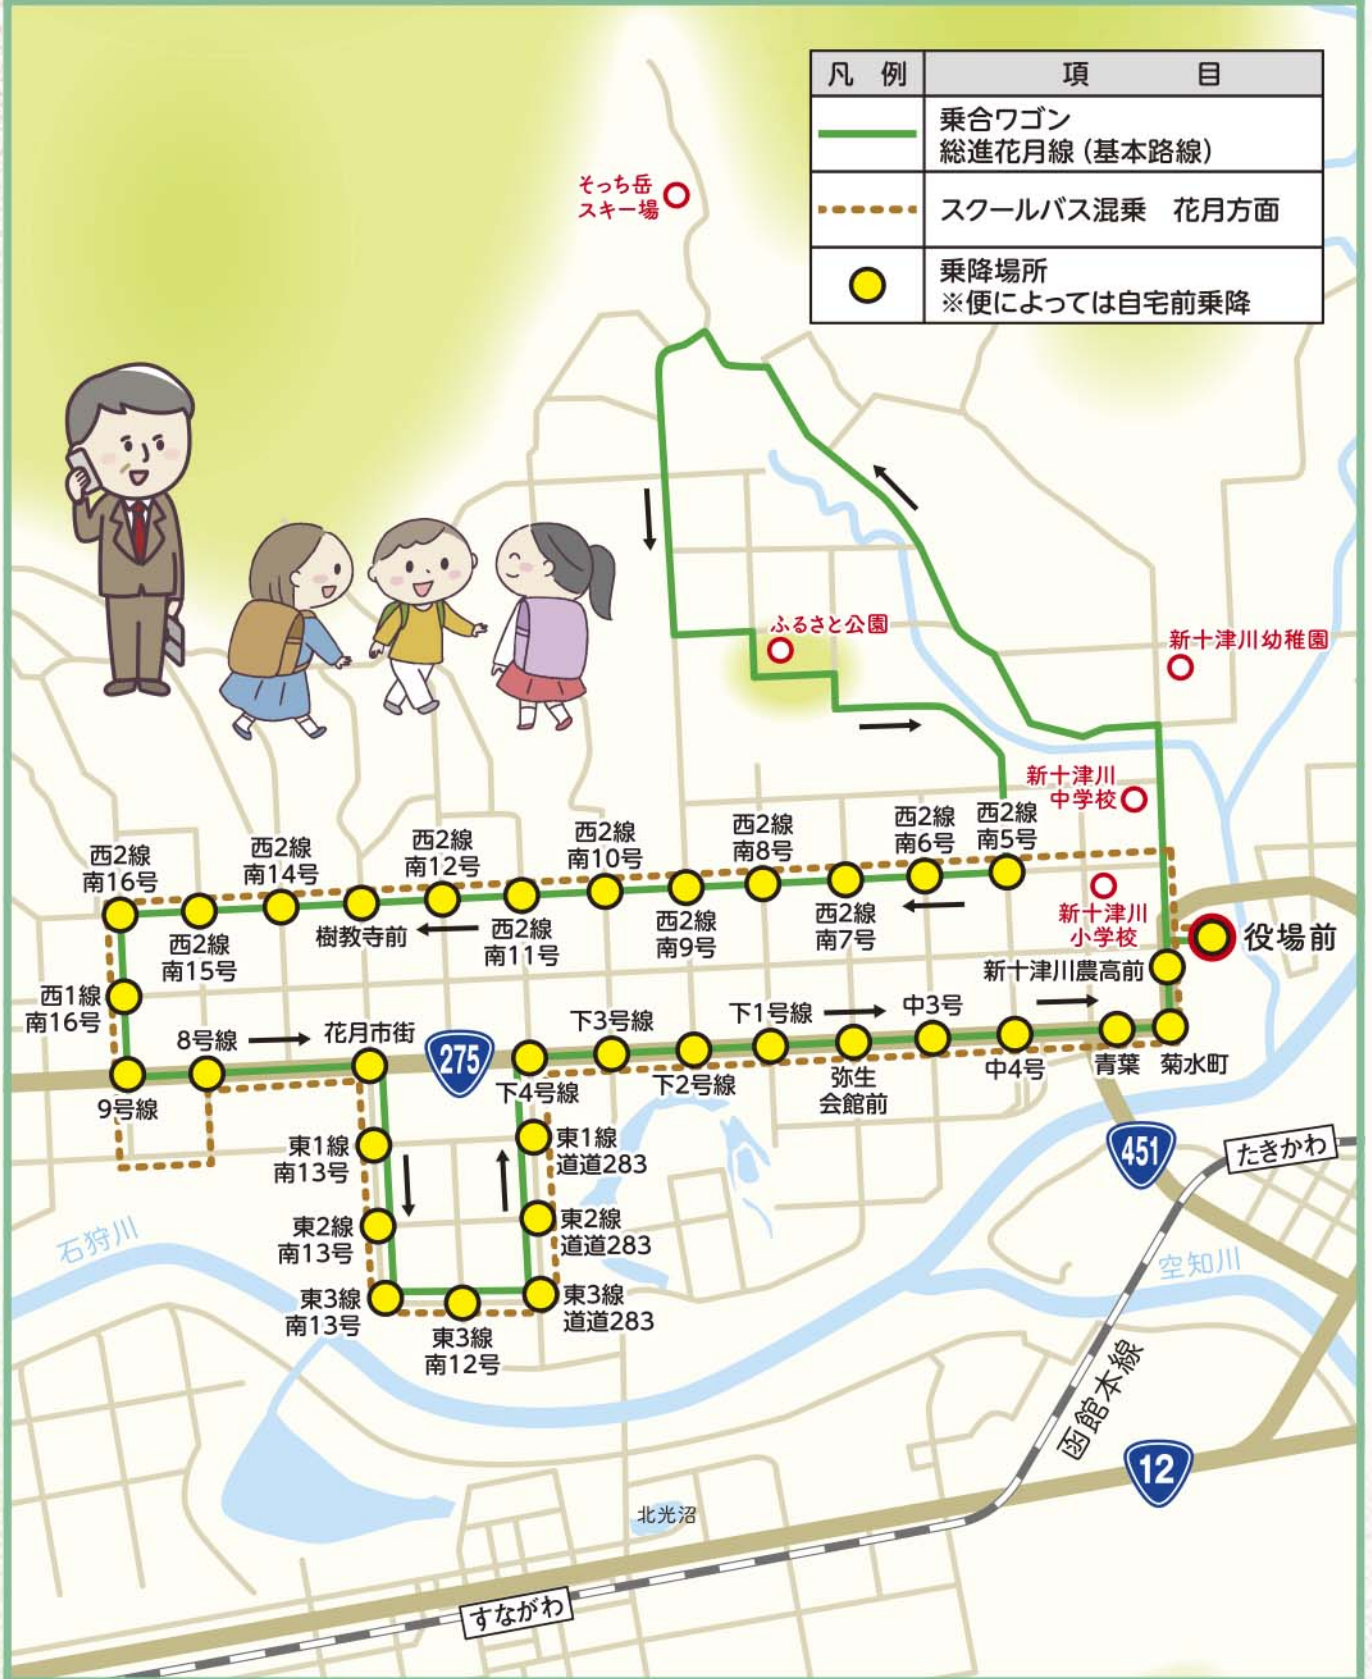 凡 例
項 目
乗合ワゴン
総進花月線（基本路線）
スクールバス混乗 花月方面
乗降場所
※便によっては自宅前乗降
そっち岳
スキー場
ふるさと公園
新十津川幼稚園
新十津川
中学校
西2線
南16号
西2線
南14号
西2線
南12号
西2線
南10号
西2線
南8号
西2線
南6号
西2線
南5号
西2線
南15号
樹教寺前
西2線
南11号
西2線
南9号
西2線
南7号
新十津川
小学校
役場前
新十津川農高前
西1線
南16号
8号線
花月市街
275
下3号線
下1号線
中3号
9号線
下4号線
下2号線
弥生
会館前
中4号
青葉
菊水町
東1線
南13号
東1線
道道283
451
たきかわ
東2線
南13号
東2線
道道283
石狩川
空知川
東3線
南13号
東3線
南12号
東3線
道道283
函館本線
12
北光沼
すながわ